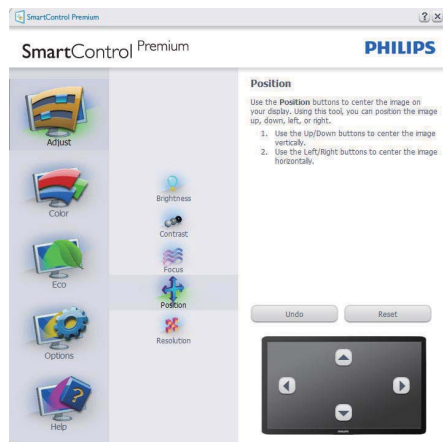 SmartControl Premium
? x
SmartControl Premium
PHILIPS
Adjust
Color
Eco
Options
Help
Brightness
Contrast
Focus
Position
Resolution
Position
Use the Position buttons to center the image on
your display. Using this tool, you can position the image
up, down, left, or right.
1. Use the Up/Down buttons to center the image
vertically.
2. Use the Left/Right buttons to center the image
horizontally.
Undo
Reset
PHILIPS